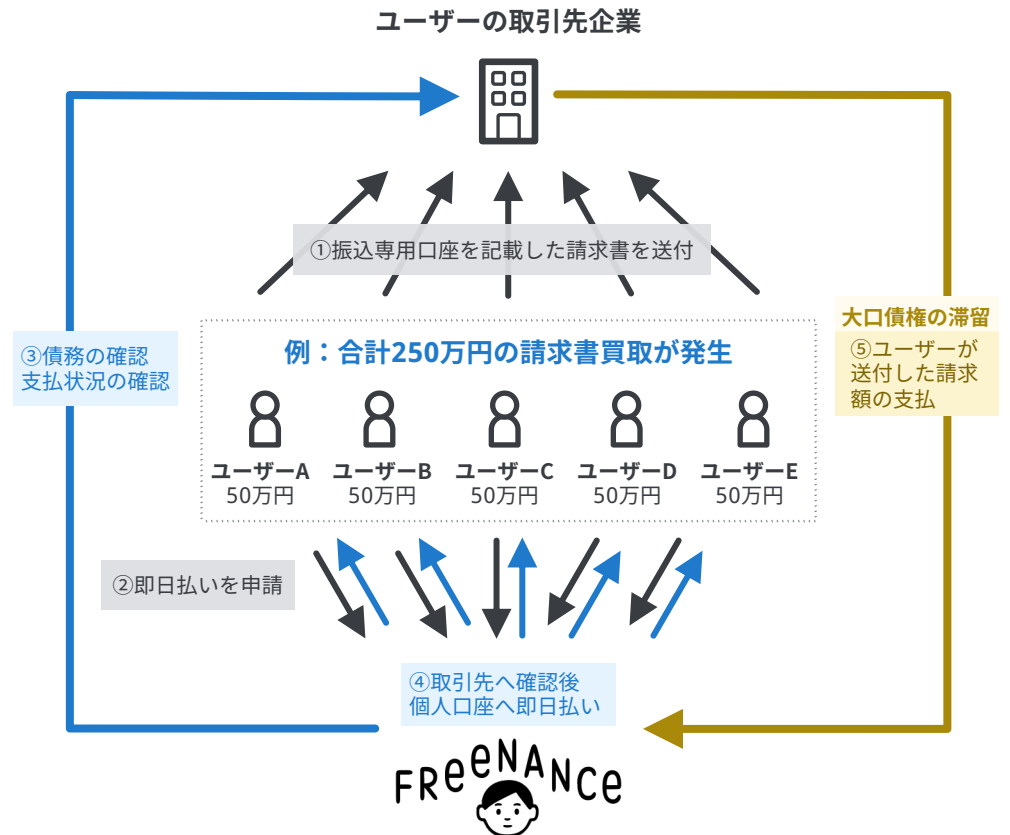 ユーザーの取引先企業
①振込専用口座を記載した請求書を送付
大口債権の滞留
⑤ユーザーが
送付した請求
額の支払
③債務の確認
支払状況の確認
例：合計250万円の請求書買取が発生
ユーザーA
50万円
ユーザーB
50万円
ユーザーC
50万円
ユーザーD
50万円
ユーザーE
50万円
②即日払いを申請
④取引先へ確認後
個人口座へ即日払い
FReeNANCe